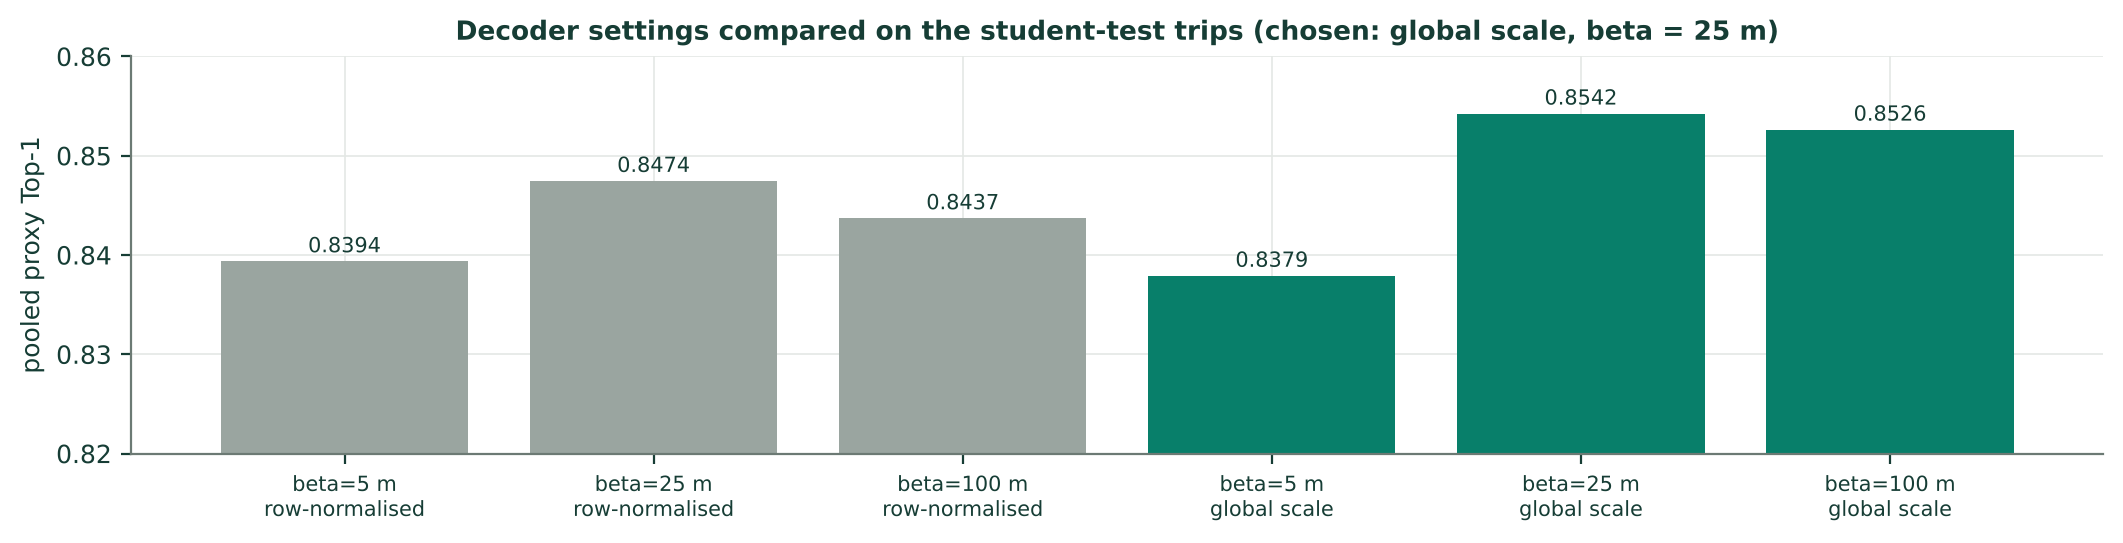 Decoder settings compared on the student-test trips (chosen: global scale, beta = 25 m)
pooled proxy Top-1
0.86
0.85
0.84
0.83
0.82
0.8394
0.8474
0.8437
0.8379
0.8542
0.8526
beta=5 m
row-normalised
beta=25 m
row-normalised
beta=100 m
row-normalised
beta=5 m
global scale
beta=25 m
global scale
beta=100 m
global scale